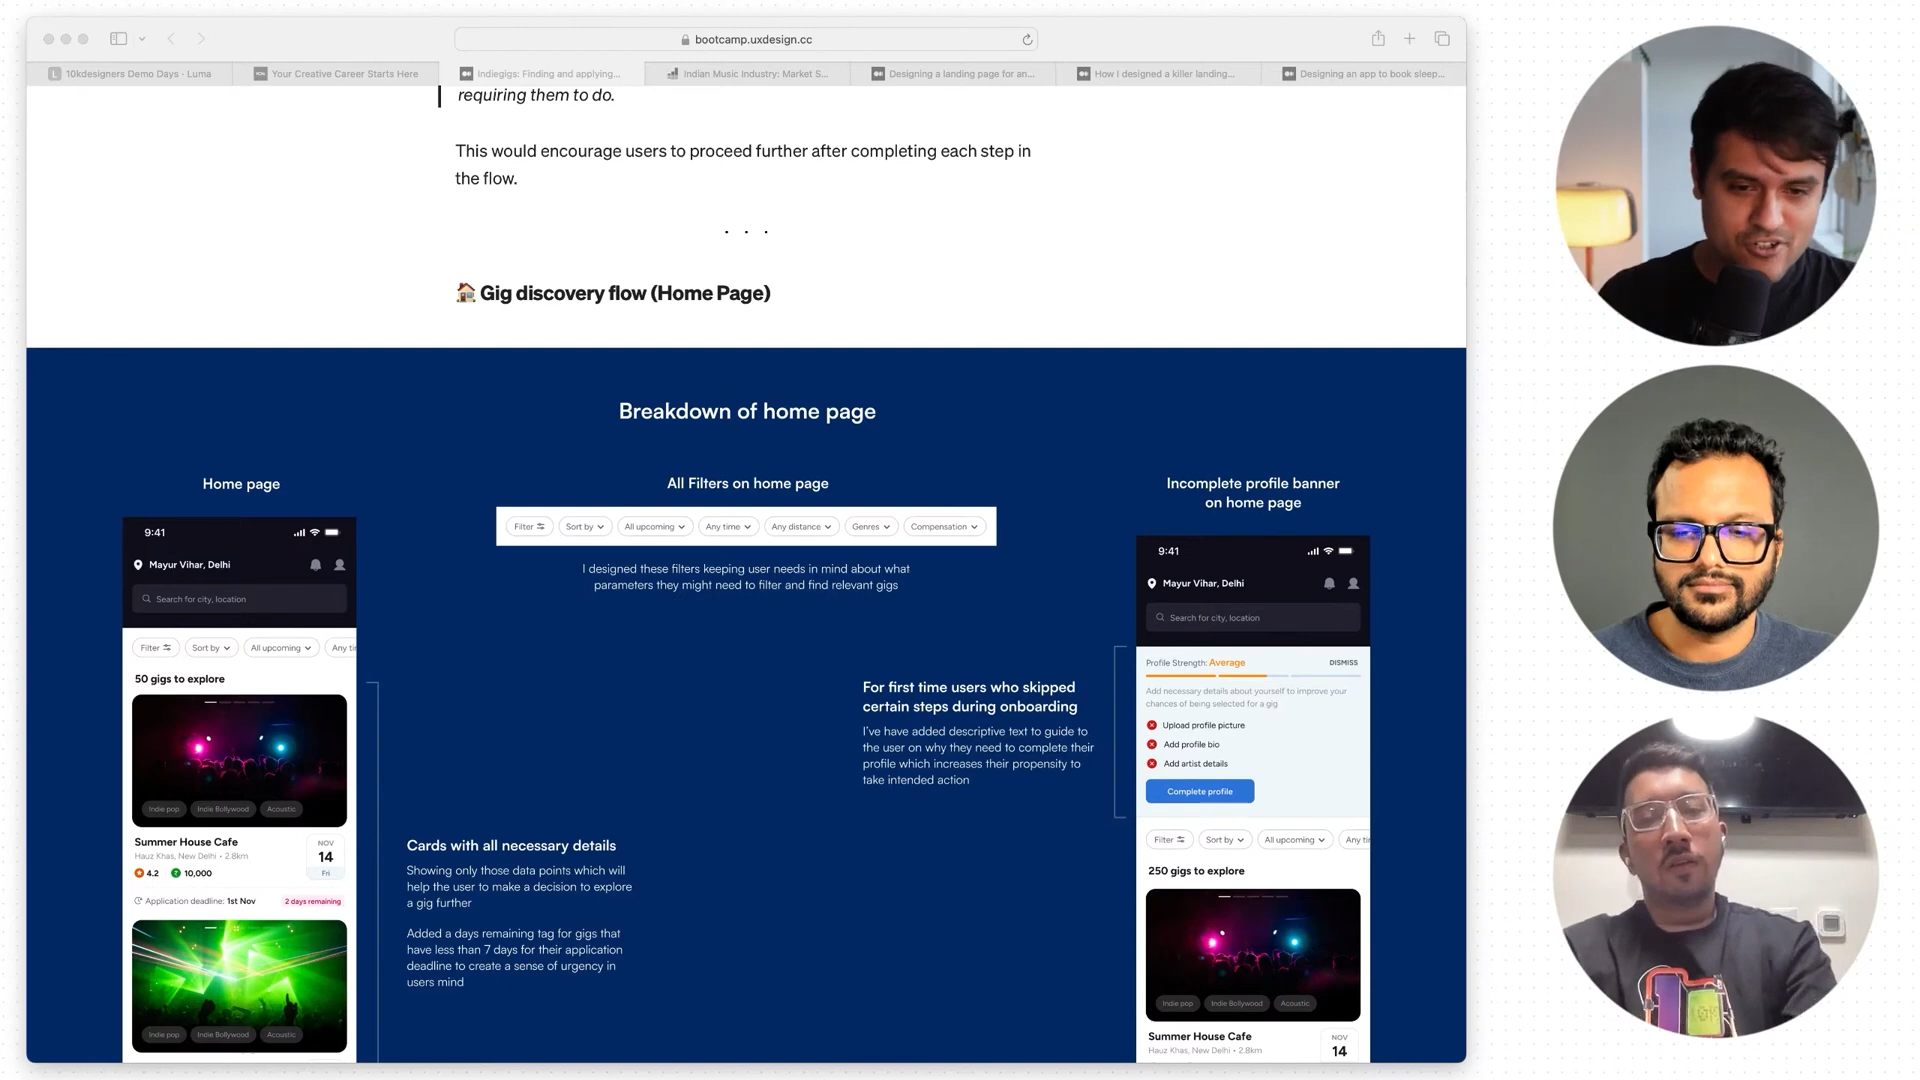 bootcamp.uxdesign.cc
10kdesigners Demo Days · Luma
Your Creative Career Starts Here
Indiegigs: Finding and applying...
Indian Music Industry: Market S...
Designing a landing page for an...
How I designed a killer landing...
Designing an app to book sleep...
requiring them to do.
This would encourage users to proceed further after completing each step in
the flow.
. . .
🏠 Gig discovery flow (Home Page)
Breakdown of home page
Home page
9:41
Mayur Vihar, Delhi
Search for city, location
Filter
Sort by
All upcoming
Any tir
50 gigs to explore
Indie pop
Indie Bollywood
Acoustic
Summer House Cafe
Hauz Khas, New Delhi • 2.8km
4.2
10,000
NOV
14
Fri
Application deadline: 1st Nov
2 days remaining
Indie pop
Indie Bollywood
Acoustic
Cards with all necessary details
Showing only those data points which will
help the user to make a decision to explore
a gig further
Added a days remaining tag for gigs that
have less than 7 days for their application
deadline to create a sense of urgency in
users mind
All Filters on home page
Filter
Sort by
All upcoming
Any time
Any distance
Genres
Compensation
I designed these filters keeping user needs in mind about what
parameters they might need to filter and find relevant gigs
For first time users who skipped
certain steps during onboarding
I've have added descriptive text to guide to
the user on why they need to complete their
profile which increases their propensity to
take intended action
Incomplete profile banner
on home page
9:41
Mayur Vihar, Delhi
Search for city, location
Profile Strength: Average
DISMISS
Add necessary details about yourself to improve your
chances of being selected for a gig
Upload profile picture
Add profile bio
Add artist details
Complete profile
Filter
Sort by
All upcoming
Any tir
250 gigs to explore
Indie pop
Indie Bollywood
Acoustic
Summer House Cafe
Hauz Khas, New Delhi • 2.8km
NOV
14